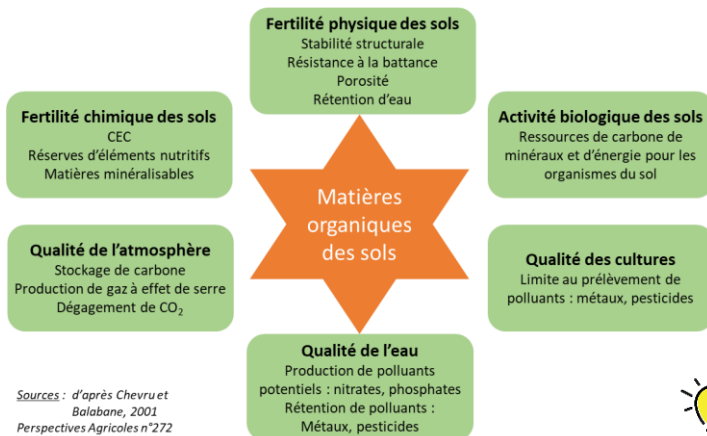 Fertilité physique des sols
Stabilité structurale
Résistance à la battance
Porosité
Rétention d'eau
Fertilité chimique des sols
CEC
Réserves d'éléments nutritifs
Matières minéralisables
Activité biologique des sols
Ressources de carbone de
minéraux et d'énergie pour les
organismes du sol
Matières
organiques
des sols
Qualité de l'atmosphère
Stockage de carbone
Production de gaz à effet de serre
Dégagement de CO₂
Qualité des cultures
Limite au prélèvement de
polluants : métaux, pesticides
Qualité de l'eau
Production de polluants
potentiels : nitrates, phosphates
Rétention de polluants :
Métaux, pesticides
Sources : d'après Chevru et
Balabane, 2001
Perspectives Agricoles n°272